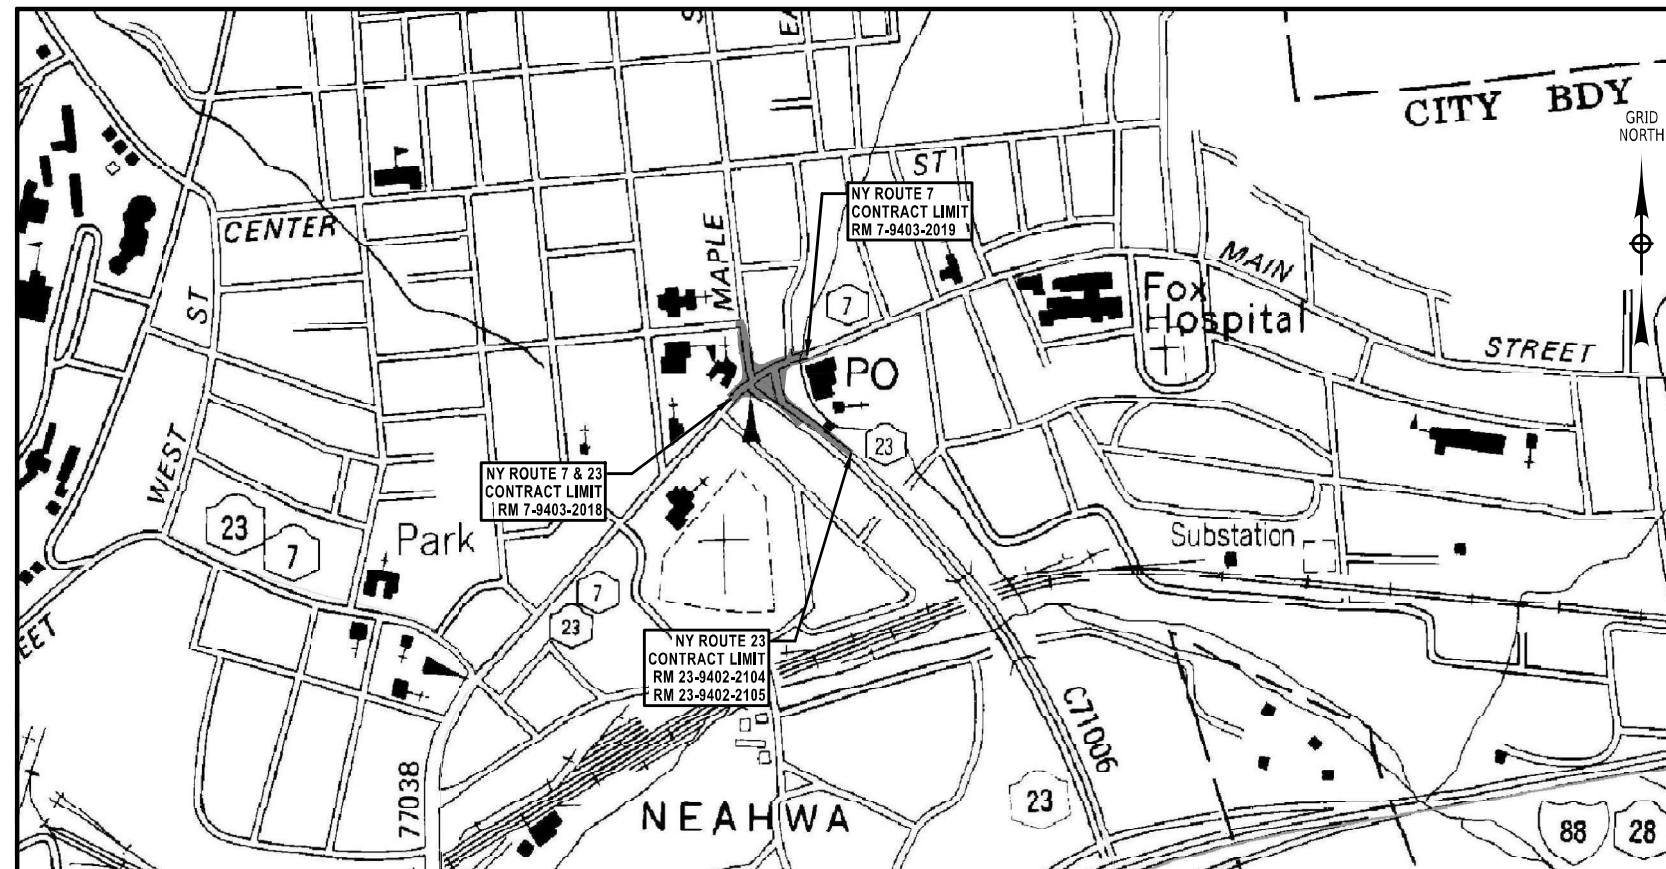 CITY BDY
GRID
NORTH
ST
NY ROUTE 7
CONTRACT LIMIT
RM 7-9403-2019
CENTER
MAPLE
MAIN
ST
7
Fox
Hospital
STREET
PO
23
WEST
NY ROUTE 7 & 23
CONTRACT LIMIT
RM 7-9403-2018
23
7
Park
Substation
7
23
NY ROUTE 23
CONTRACT LIMIT
RM 23-9402-2104
RM 23-9402-2105
C71006
77038
NEAHWA
23
88
28